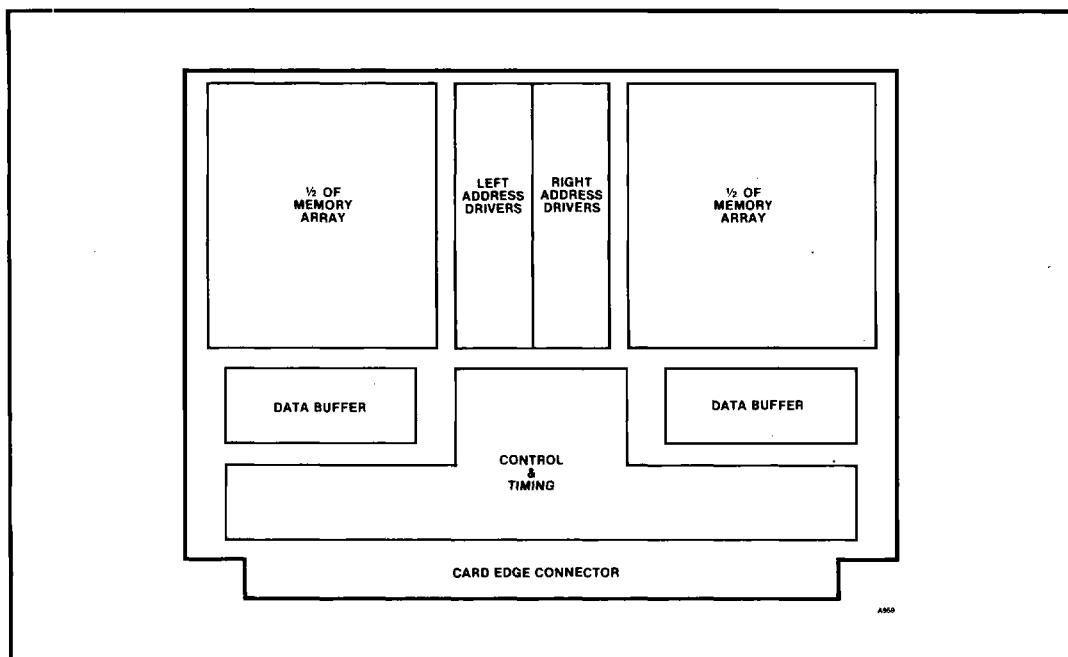 ½ OF
MEMORY
ARRAY
LEFT
ADDRESS
DRIVERS
RIGHT
ADDRESS
DRIVERS
½ OF
MEMORY
ARRAY
DATA BUFFER
DATA BUFFER
CONTROL
&
TIMING
CARD EDGE CONNECTOR
A959